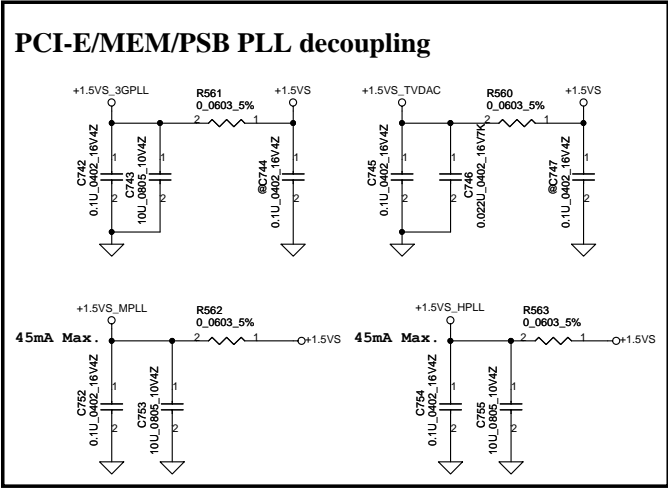 PCI-E/MEM/PSB PLL decoupling
+1.5VS_3GPLL
R561
0_0603_5%
+1.5VS
2
1
C742
0.1U_0402_16V4Z
1
2
C743
10U_0805_10V4Z
1
2
@C744
0.1U_0402_16V4Z
1
2
+1.5VS_TVDAC
R560
0_0603_5%
+1.5VS
2
1
C745
0.1U_0402_16V4Z
1
2
C746
0.022U_0402_16V7K
1
2
@C747
0.1U_0402_16V4Z
1
2
+1.5VS_MPLL
45mA Max.
R562
0_0603_5%
2
1
+1.5VS
C752
0.1U_0402_16V4Z
1
2
C753
10U_0805_10V4Z
1
2
+1.5VS_HPLL
45mA Max.
R563
0_0603_5%
2
1
+1.5VS
C754
0.1U_0402_16V4Z
1
2
C755
10U_0805_10V4Z
1
2